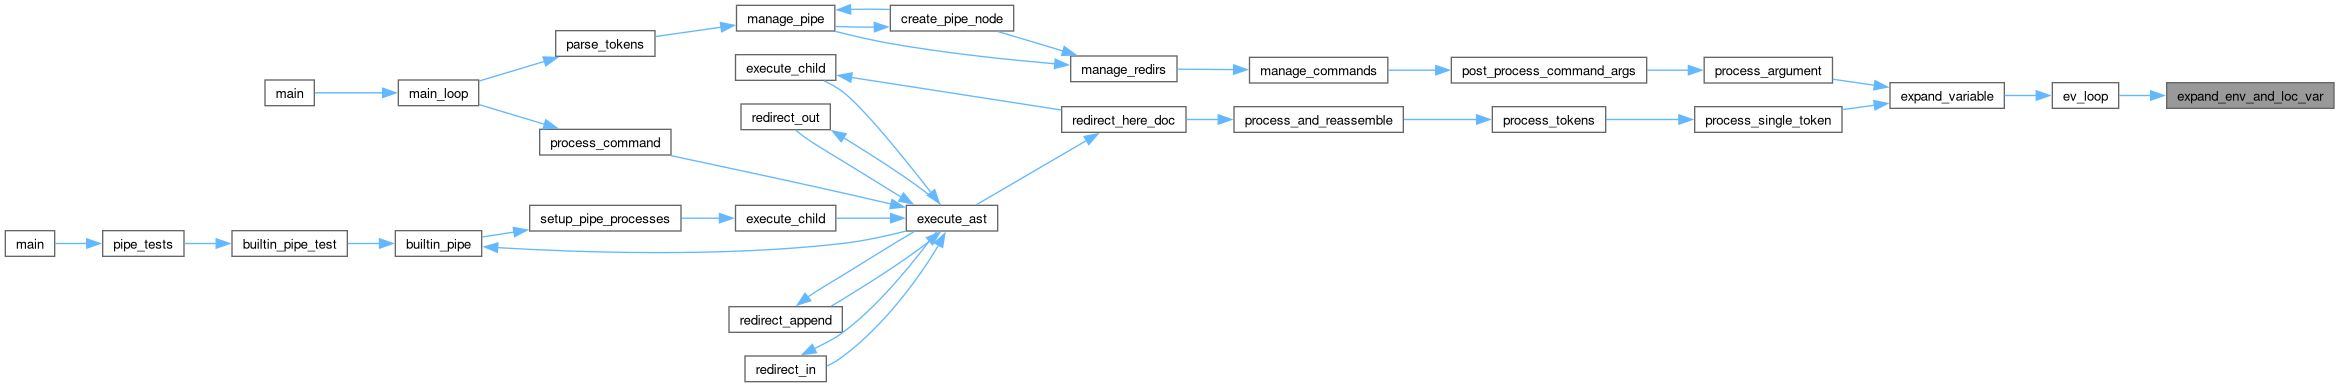 manage_pipe
create_pipe_node
parse_tokens
execute_child
manage_redirs
manage_commands
post_process_command_args
process_argument
main
main_loop
expand_variable
ev_loop
expand_env_and_loc_var
redirect_out
redirect_here_doc
process_and_reassemble
process_tokens
process_single_token
process_command
setup_pipe_processes
execute_child
execute_ast
main
pipe_tests
builtin_pipe_test
builtin_pipe
redirect_append
redirect_in